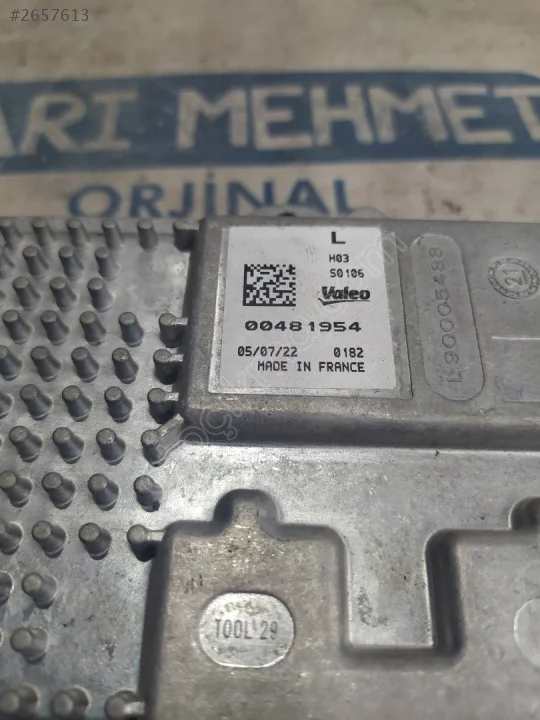 #2657613
ARI MEHMET
ORJİNAL
L
H03
S0106
Valeo
00481954
05/07/22 0182
MADE IN FRANCE
L90005488
21
TOOL 29